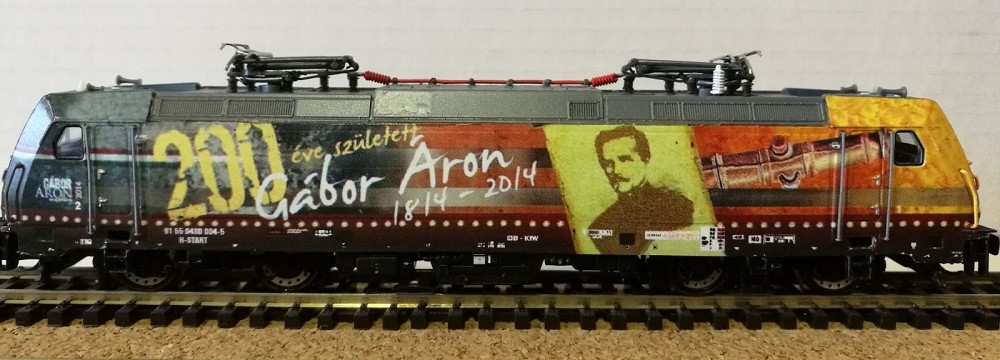 200
éve született
Gábor Áron
1814 - 2014
GÁBOR
ÁRON
2014
2
91 55 0480 004-5
H-START